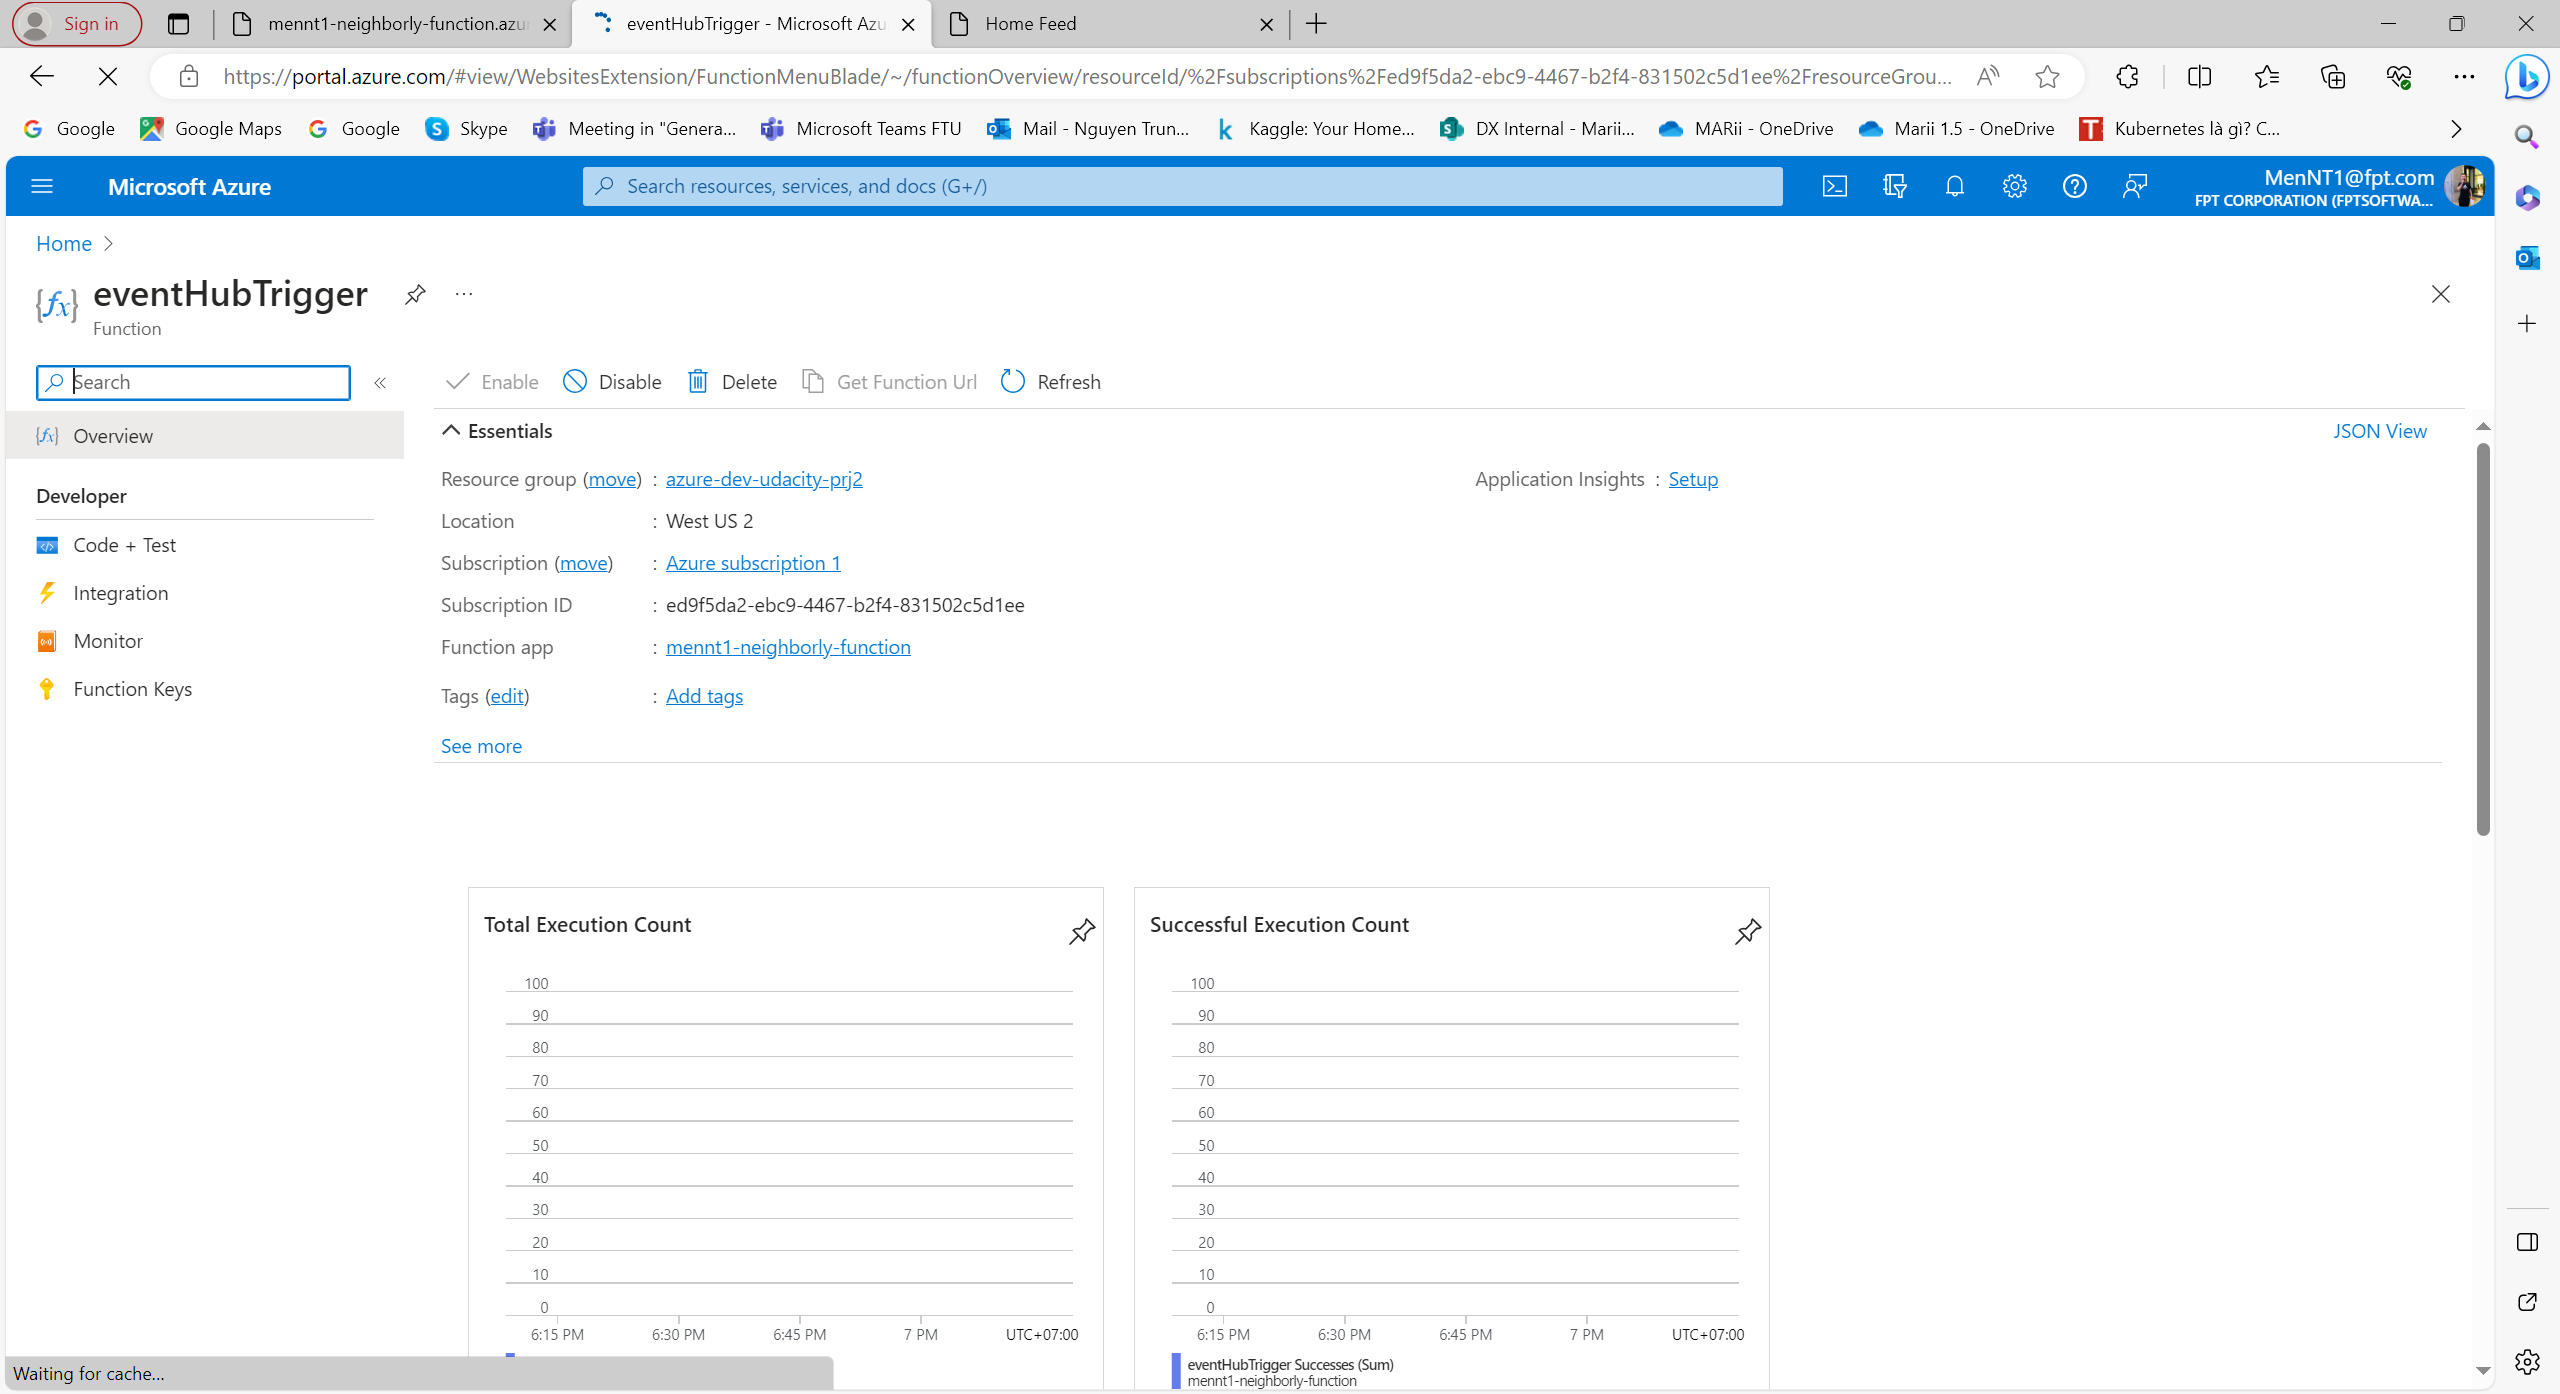 Sign in
mennt1-neighborly-function.azu
eventHubTrigger - Microsoft Azu
Home Feed
https://portal.azure.com/#view/WebsitesExtension/FunctionMenuBlade/~/functionOverview/resourceId/%2Fsubscriptions%2Fed9f5da2-ebc9-4467-b2f4-831502c5d1ee%2FresourceGrou...
Google
Google Maps
Google
Skype
Meeting in "Genera...
Microsoft Teams FTU
Mail - Nguyen Trun...
Kaggle: Your Home...
DX Internal - Marii...
MARii - OneDrive
Marii 1.5 - OneDrive
Kubernetes là gì? C...
Microsoft Azure
Search resources, services, and docs (G+/)
MenNT1@fpt.com
FPT CORPORATION (FPTSOFTWA...
Home
eventHubTrigger
Function
Search
Enable
Disable
Delete
Get Function Url
Refresh
Overview
Developer
Code + Test
Integration
Monitor
Function Keys
Essentials
JSON View
Resource group (move) : azure-dev-udacity-prj2
Application Insights : Setup
Location : West US 2
Subscription (move) : Azure subscription 1
Subscription ID : ed9f5da2-ebc9-4467-b2f4-831502c5d1ee
Function app : mennt1-neighborly-function
Tags (edit) : Add tags
See more
Total Execution Count
100
90
80
70
60
50
40
30
20
10
0
6:15 PM 6:30 PM 6:45 PM 7 PM UTC+07:00
Successful Execution Count
100
90
80
70
60
50
40
30
20
10
0
6:15 PM 6:30 PM 6:45 PM 7 PM UTC+07:00
eventHubTrigger Successes (Sum)
mennt1-neighborly-function
Waiting for cache...